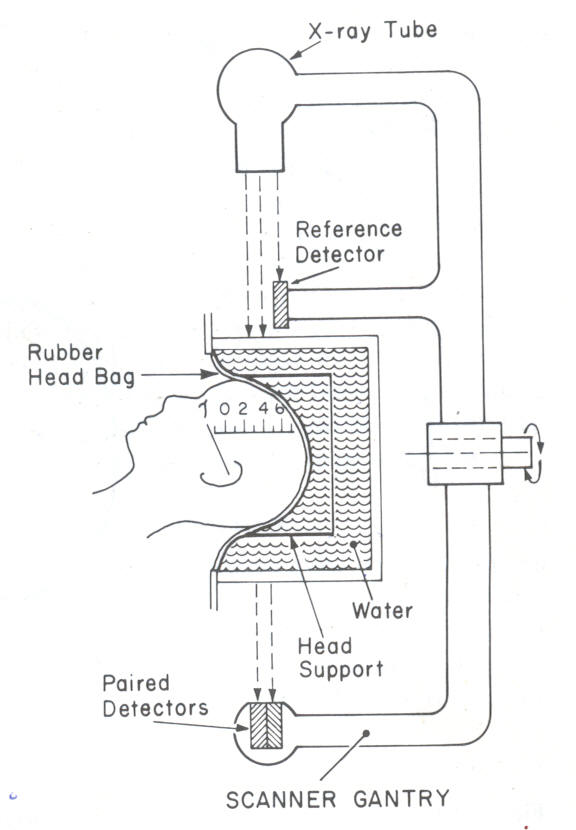 X-ray Tube
Reference
Detector
Rubber
Head Bag
1 0 2 4 6
Water
Head
Support
Paired
Detectors
SCANNER GANTRY